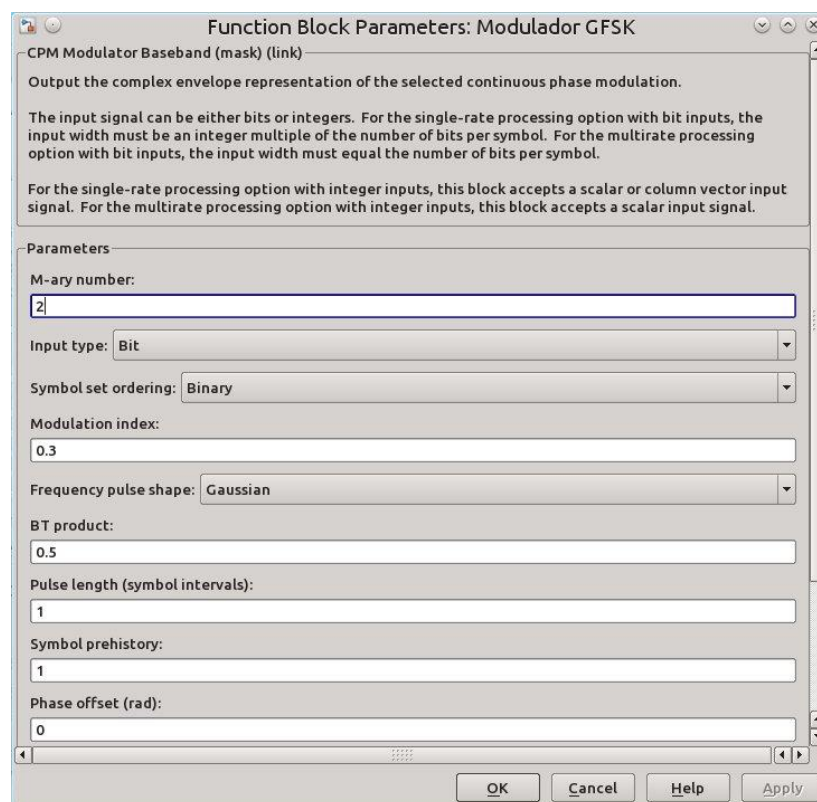 Function Block Parameters: Modulador GFSK
CPM Modulator Baseband (mask) (link)
Output the complex envelope representation of the selected continuous phase modulation.
The input signal can be either bits or integers. For the single-rate processing option with bit inputs, the
input width must be an integer multiple of the number of bits per symbol. For the multirate processing
option with bit inputs, the input width must equal the number of bits per symbol.
For the single-rate processing option with integer inputs, this block accepts a scalar or column vector input
signal. For the multirate processing option with integer inputs, this block accepts a scalar input signal.
Parameters
M-ary number:
2
Input type: Bit
Symbol set ordering: Binary
Modulation index:
0.3
Frequency pulse shape: Gaussian
BT product:
0.5
Pulse length (symbol intervals):
1
Symbol prehistory:
1
Phase offset (rad):
0
OK Cancel Help Apply